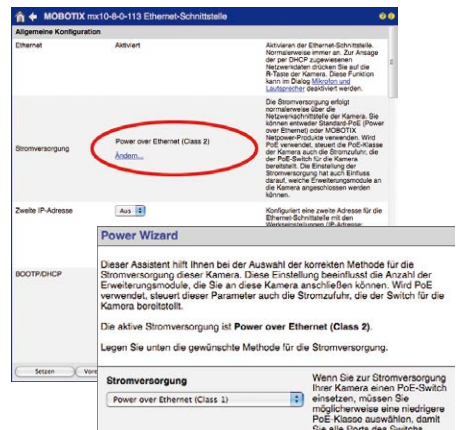 MOBOTIX mx10-8-0-113 Ethernet-Schnittstelle
Allgemeine Konfiguration
Ethernet
Aktiviert
Aktivieren der Ethernet-Schnittstelle.
Normalerweise immer an. Zur Ansage
der per DHCP zugewiesenen
Netzwerkdaten drücken Sie auf die
R-Taste der Kamera. Diese Funktion
kann im Dialog Mikrofon und
Lautsprecher deaktiviert werden.
Stromversorgung
Power over Ethernet (Class 2)
Ändern...
Die Stromversorgung erfolgt
normalerweise über die
Netzwerkschnittstelle der Kamera. Sie
können entweder Standard-PoE (Power
over Ethernet) oder MOBOTIX
Netpower-Produkte verwenden. Wird
PoE verwendet, steuert die PoE-Klasse
der Kamera auch die Stromzufuhr, die
der PoE-Switch für die Kamera
bereitstellt. Die Einstellung der
Stromversorgung hat auch Einfluss
darauf, welche Erweiterungsmodule an
die Kamera angeschlossen werden
können.
Zweite IP-Adresse
Aus
Konfiguriert eine zweite Adresse für die
Ethernet-Schnittstelle mit den
Werkseinstellungen (IP-Adresse:
BOOTP/DHCP
Setzen
Vore
Power Wizard
Dieser Assistent hilft Ihnen bei der Auswahl der korrekten Methode für die
Stromversorgung dieser Kamera. Diese Einstellung beeinflusst die Anzahl der
Erweiterungsmodule, die Sie an diese Kamera anschließen können. Wird PoE
verwendet, steuert dieser Parameter auch die Stromzufuhr, die der Switch für die
Kamera bereitstellt.
Die aktive Stromversorgung ist Power over Ethernet (Class 2).
Legen Sie unten die gewünschte Methode für die Stromversorgung.
Stromversorgung
Power over Ethernet (Class 1)
Wenn Sie zur Stromversorgung
Ihrer Kamera einen PoE-Switch
einsetzen, müssen Sie
möglicherweise eine niedrigere
PoE-Klasse auswählen, damit
Sie alle Ports des Switchs